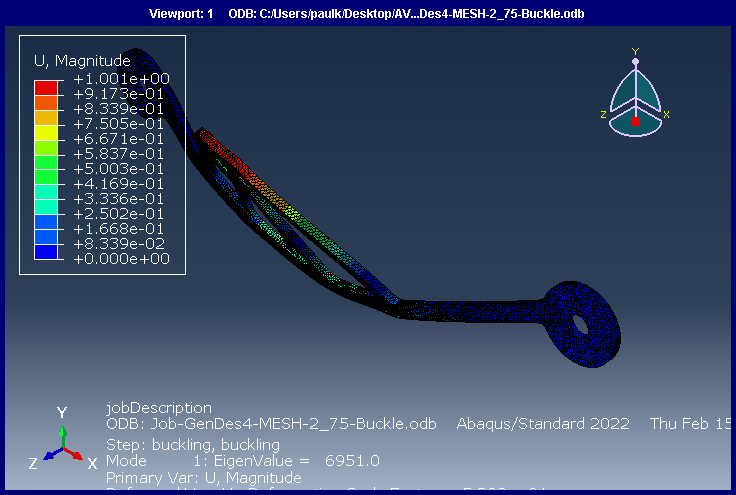 Viewport: 1 ODB: C:/Users/paulk/Desktop/AV...Des4-MESH-2_75-Buckle.odb
U, Magnitude
+1.001e+00
+9.173e-01
+8.339e-01
+7.505e-01
+6.671e-01
+5.837e-01
+5.003e-01
+4.169e-01
+3.336e-01
+2.502e-01
+1.668e-01
+8.339e-02
+0.000e+00
Y
Z X
Y
Z X
jobDescription
ODB: Job-GenDes4-MESH-2_75-Buckle.odb Abaqus/Standard 2022 Thu Feb 15
Step: buckling, buckling
Mode 1: EigenValue = 6951.0
Primary Var: U, Magnitude